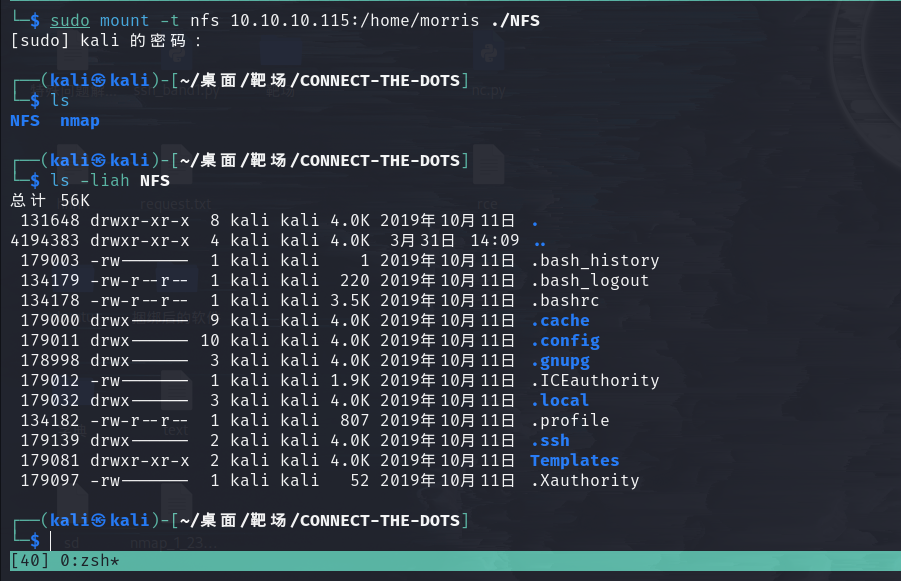 └─$ sudo mount -t nfs 10.10.10.115:/home/morris ./NFS
[sudo] kali 的密码：
┌──(kali㉿kali)-[~/桌面/靶场/CONNECT-THE-DOTS]
└─$ ls
NFS  nmap
┌──(kali㉿kali)-[~/桌面/靶场/CONNECT-THE-DOTS]
└─$ ls -liah NFS
总计 56K
 131648 drwxr-xr-x  8 kali kali 4.0K 2019年10月11日 .
4194383 drwxr-xr-x  4 kali kali 4.0K  3月31日 14:09 ..
 179003 -rw-------  1 kali kali    1 2019年10月11日 .bash_history
 134179 -rw-r--r--  1 kali kali  220 2019年10月11日 .bash_logout
 134178 -rw-r--r--  1 kali kali 3.5K 2019年10月11日 .bashrc
 179000 drwx------  9 kali kali 4.0K 2019年10月11日 .cache
 179011 drwx------ 10 kali kali 4.0K 2019年10月11日 .config
 178998 drwx------  3 kali kali 4.0K 2019年10月11日 .gnupg
 179012 -rw-------  1 kali kali 1.9K 2019年10月11日 .ICEauthority
 179032 drwx------  3 kali kali 4.0K 2019年10月11日 .local
 134182 -rw-r--r--  1 kali kali  807 2019年10月11日 .profile
 179139 drwx------  2 kali kali 4.0K 2019年10月11日 .ssh
 179081 drwxr-xr-x  2 kali kali 4.0K 2019年10月11日 Templates
 179097 -rw-------  1 kali kali   52 2019年10月11日 .Xauthority
┌──(kali㉿kali)-[~/桌面/靶场/CONNECT-THE-DOTS]
└─$
[40] 0:zsh*